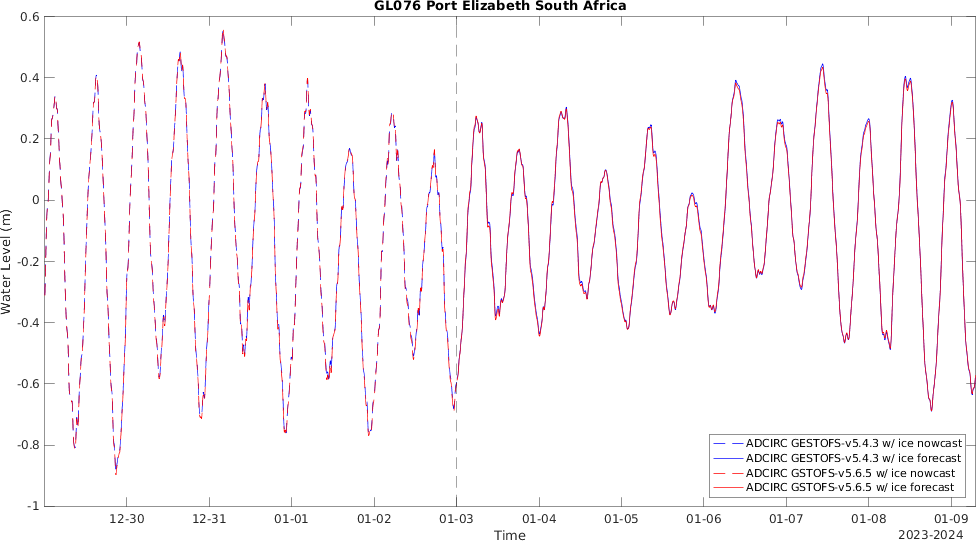 GL076 Port Elizabeth South Africa
0.6
0.4
0.2
0
-0.2
-0.4
-0.6
-0.8
-1
Water Level (m)
ADCIRC GESTOFS-v5.4.3 w/ ice nowcast
ADCIRC GESTOFS-v5.4.3 w/ ice forecast
ADCIRC GSTOFS-v5.6.5 w/ ice nowcast
ADCIRC GSTOFS-v5.6.5 w/ ice forecast
12-30 12-31 01-01 01-02 01-03 01-04 01-05 01-06 01-07 01-08 01-09
Time
2023-2024